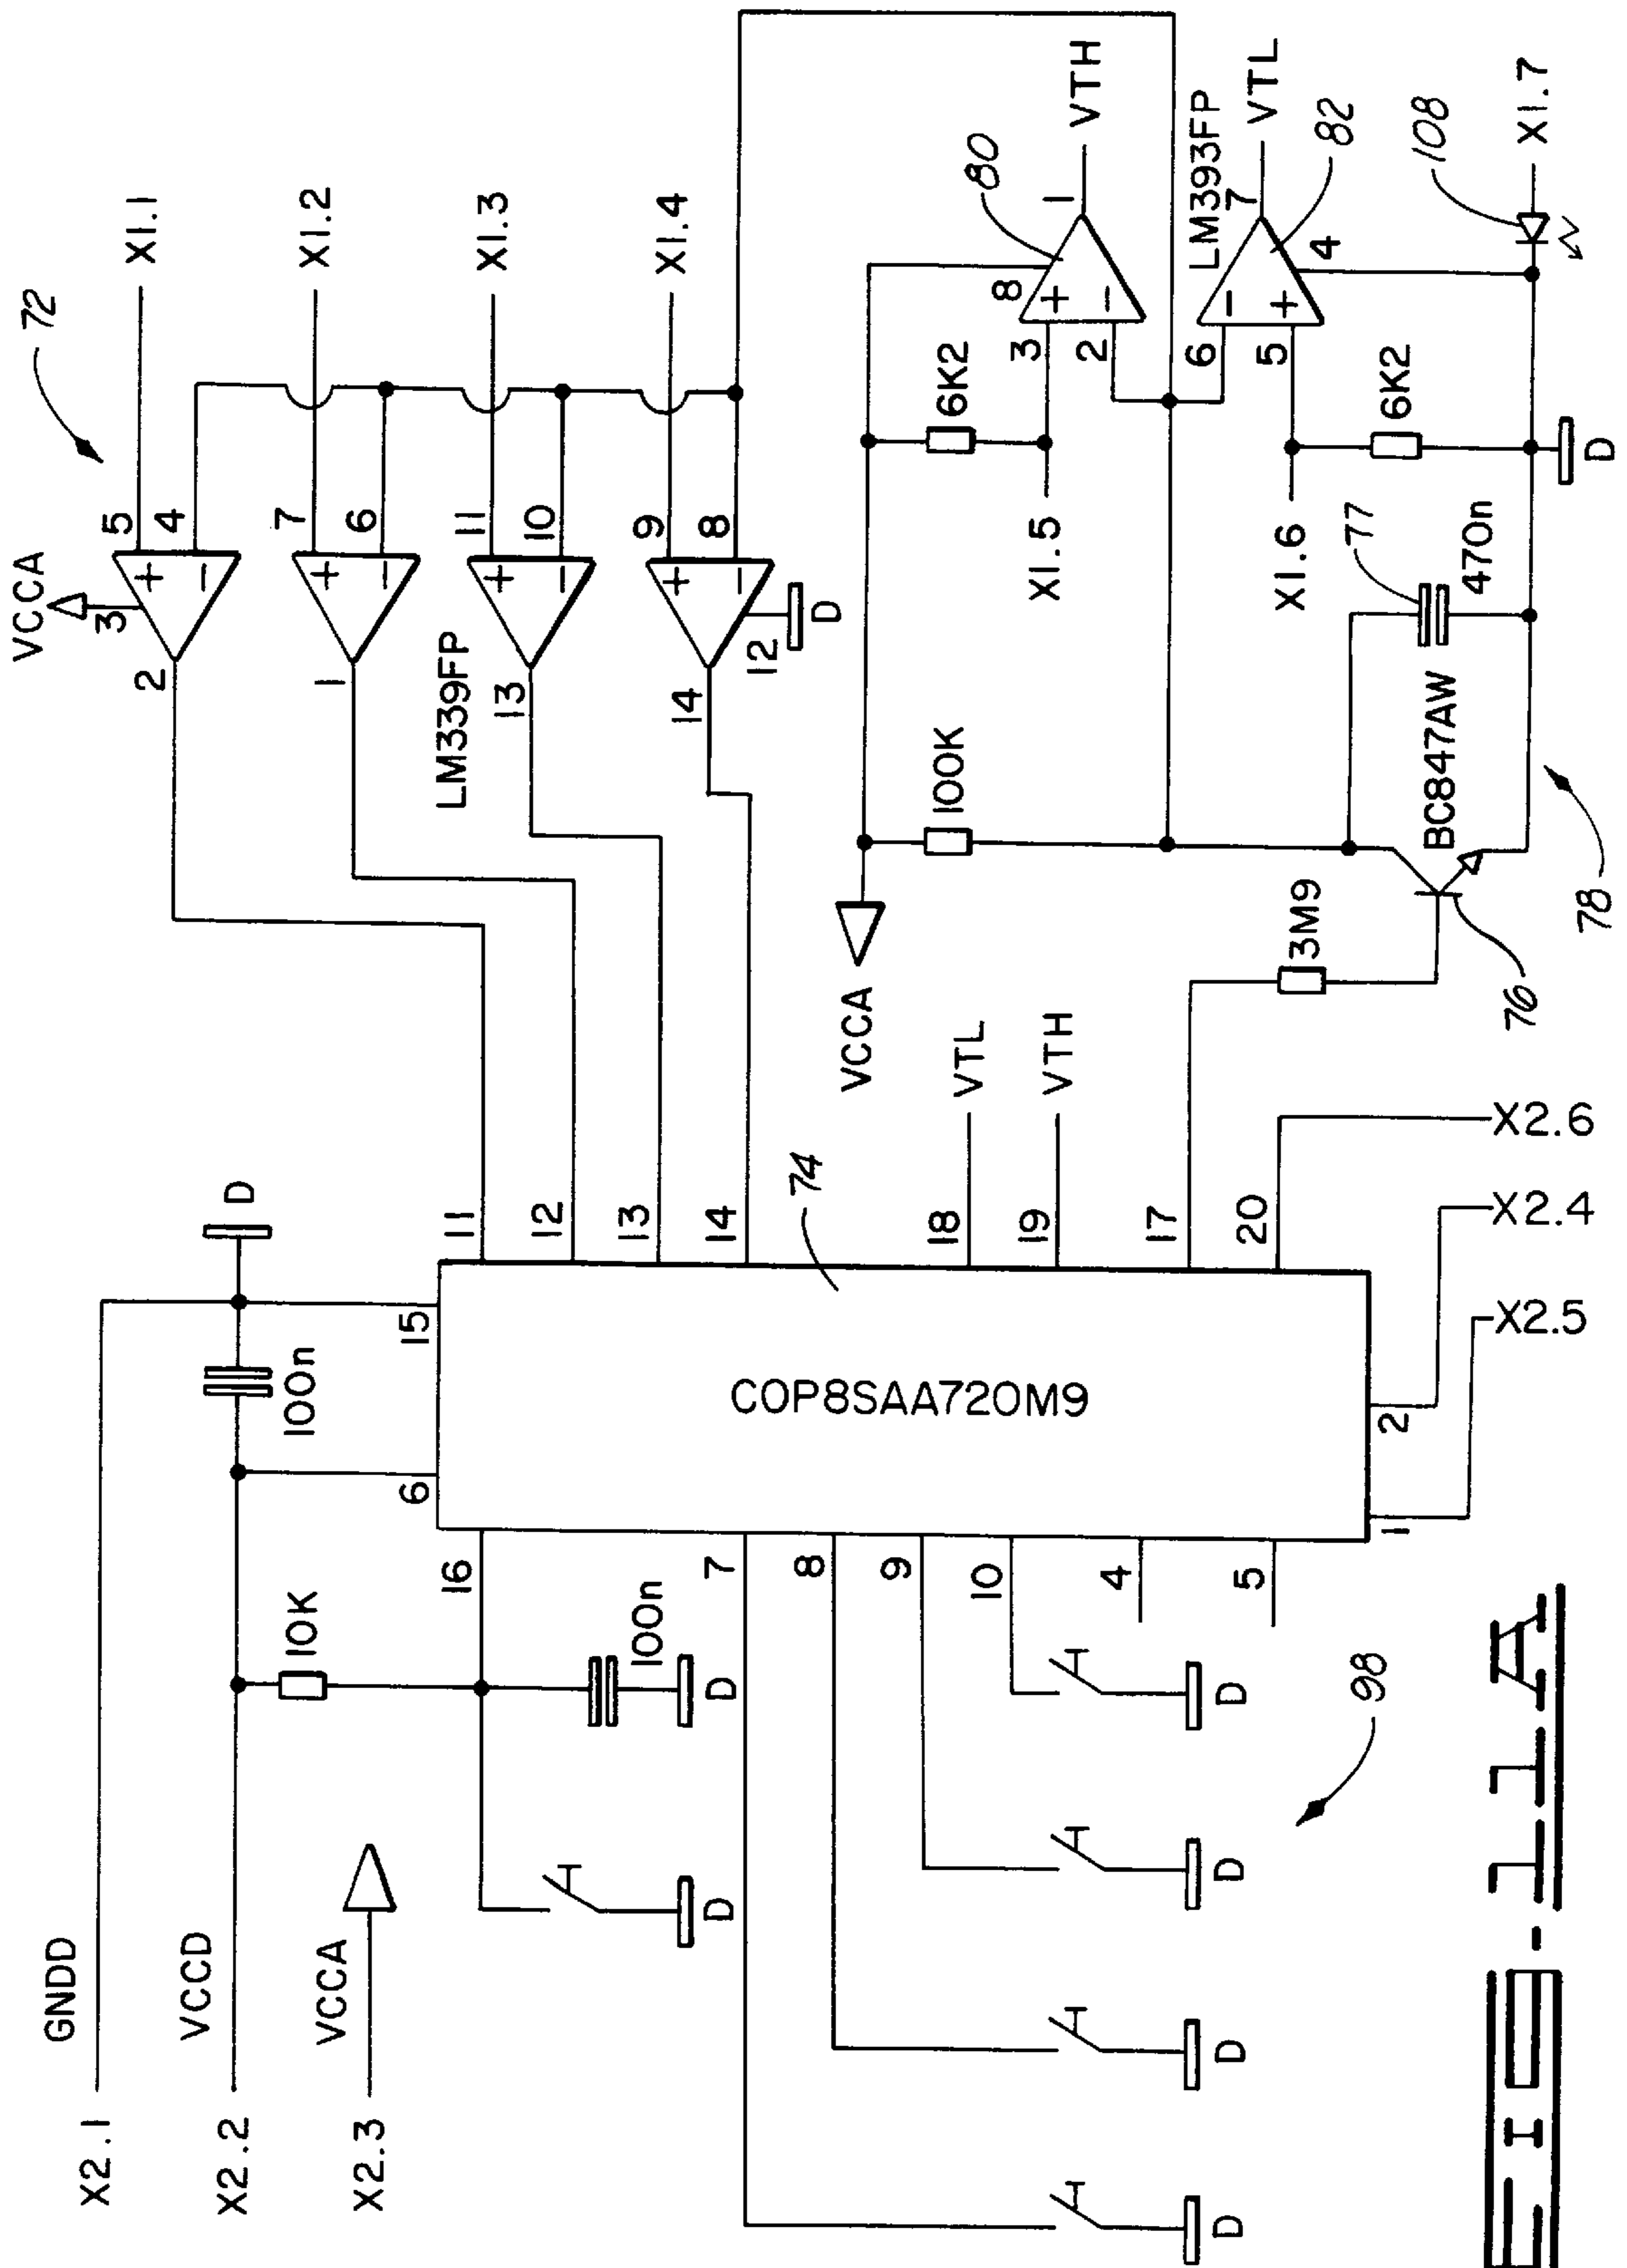 X2.1 GNDD
X2.2 VCCD
X2.3 VCCA
10K
100n
D
VCCA
3
72
X1.1
5
4
2
X1.2
7
6
1
X1.3
11
10
13
LM339FP
X1.4
9
8
14
12
D
6
15
16
100n
D
D
7
8
9
10
4
5
11
12
13
14
18 VTL
19 VTH
17
20
1
2
74
COP8SAA720M9
X2.5
X2.4
X2.6
D
D
D
D
98
VCCA
100K
6K2
X1.5
3
2
8
80
1
VTH
LM393FP
6
5
7
VTL
82
4
X1.6
6K2
3M9
77
470n
BC847AW
76
78
D
108
X1.7
FIG-11A